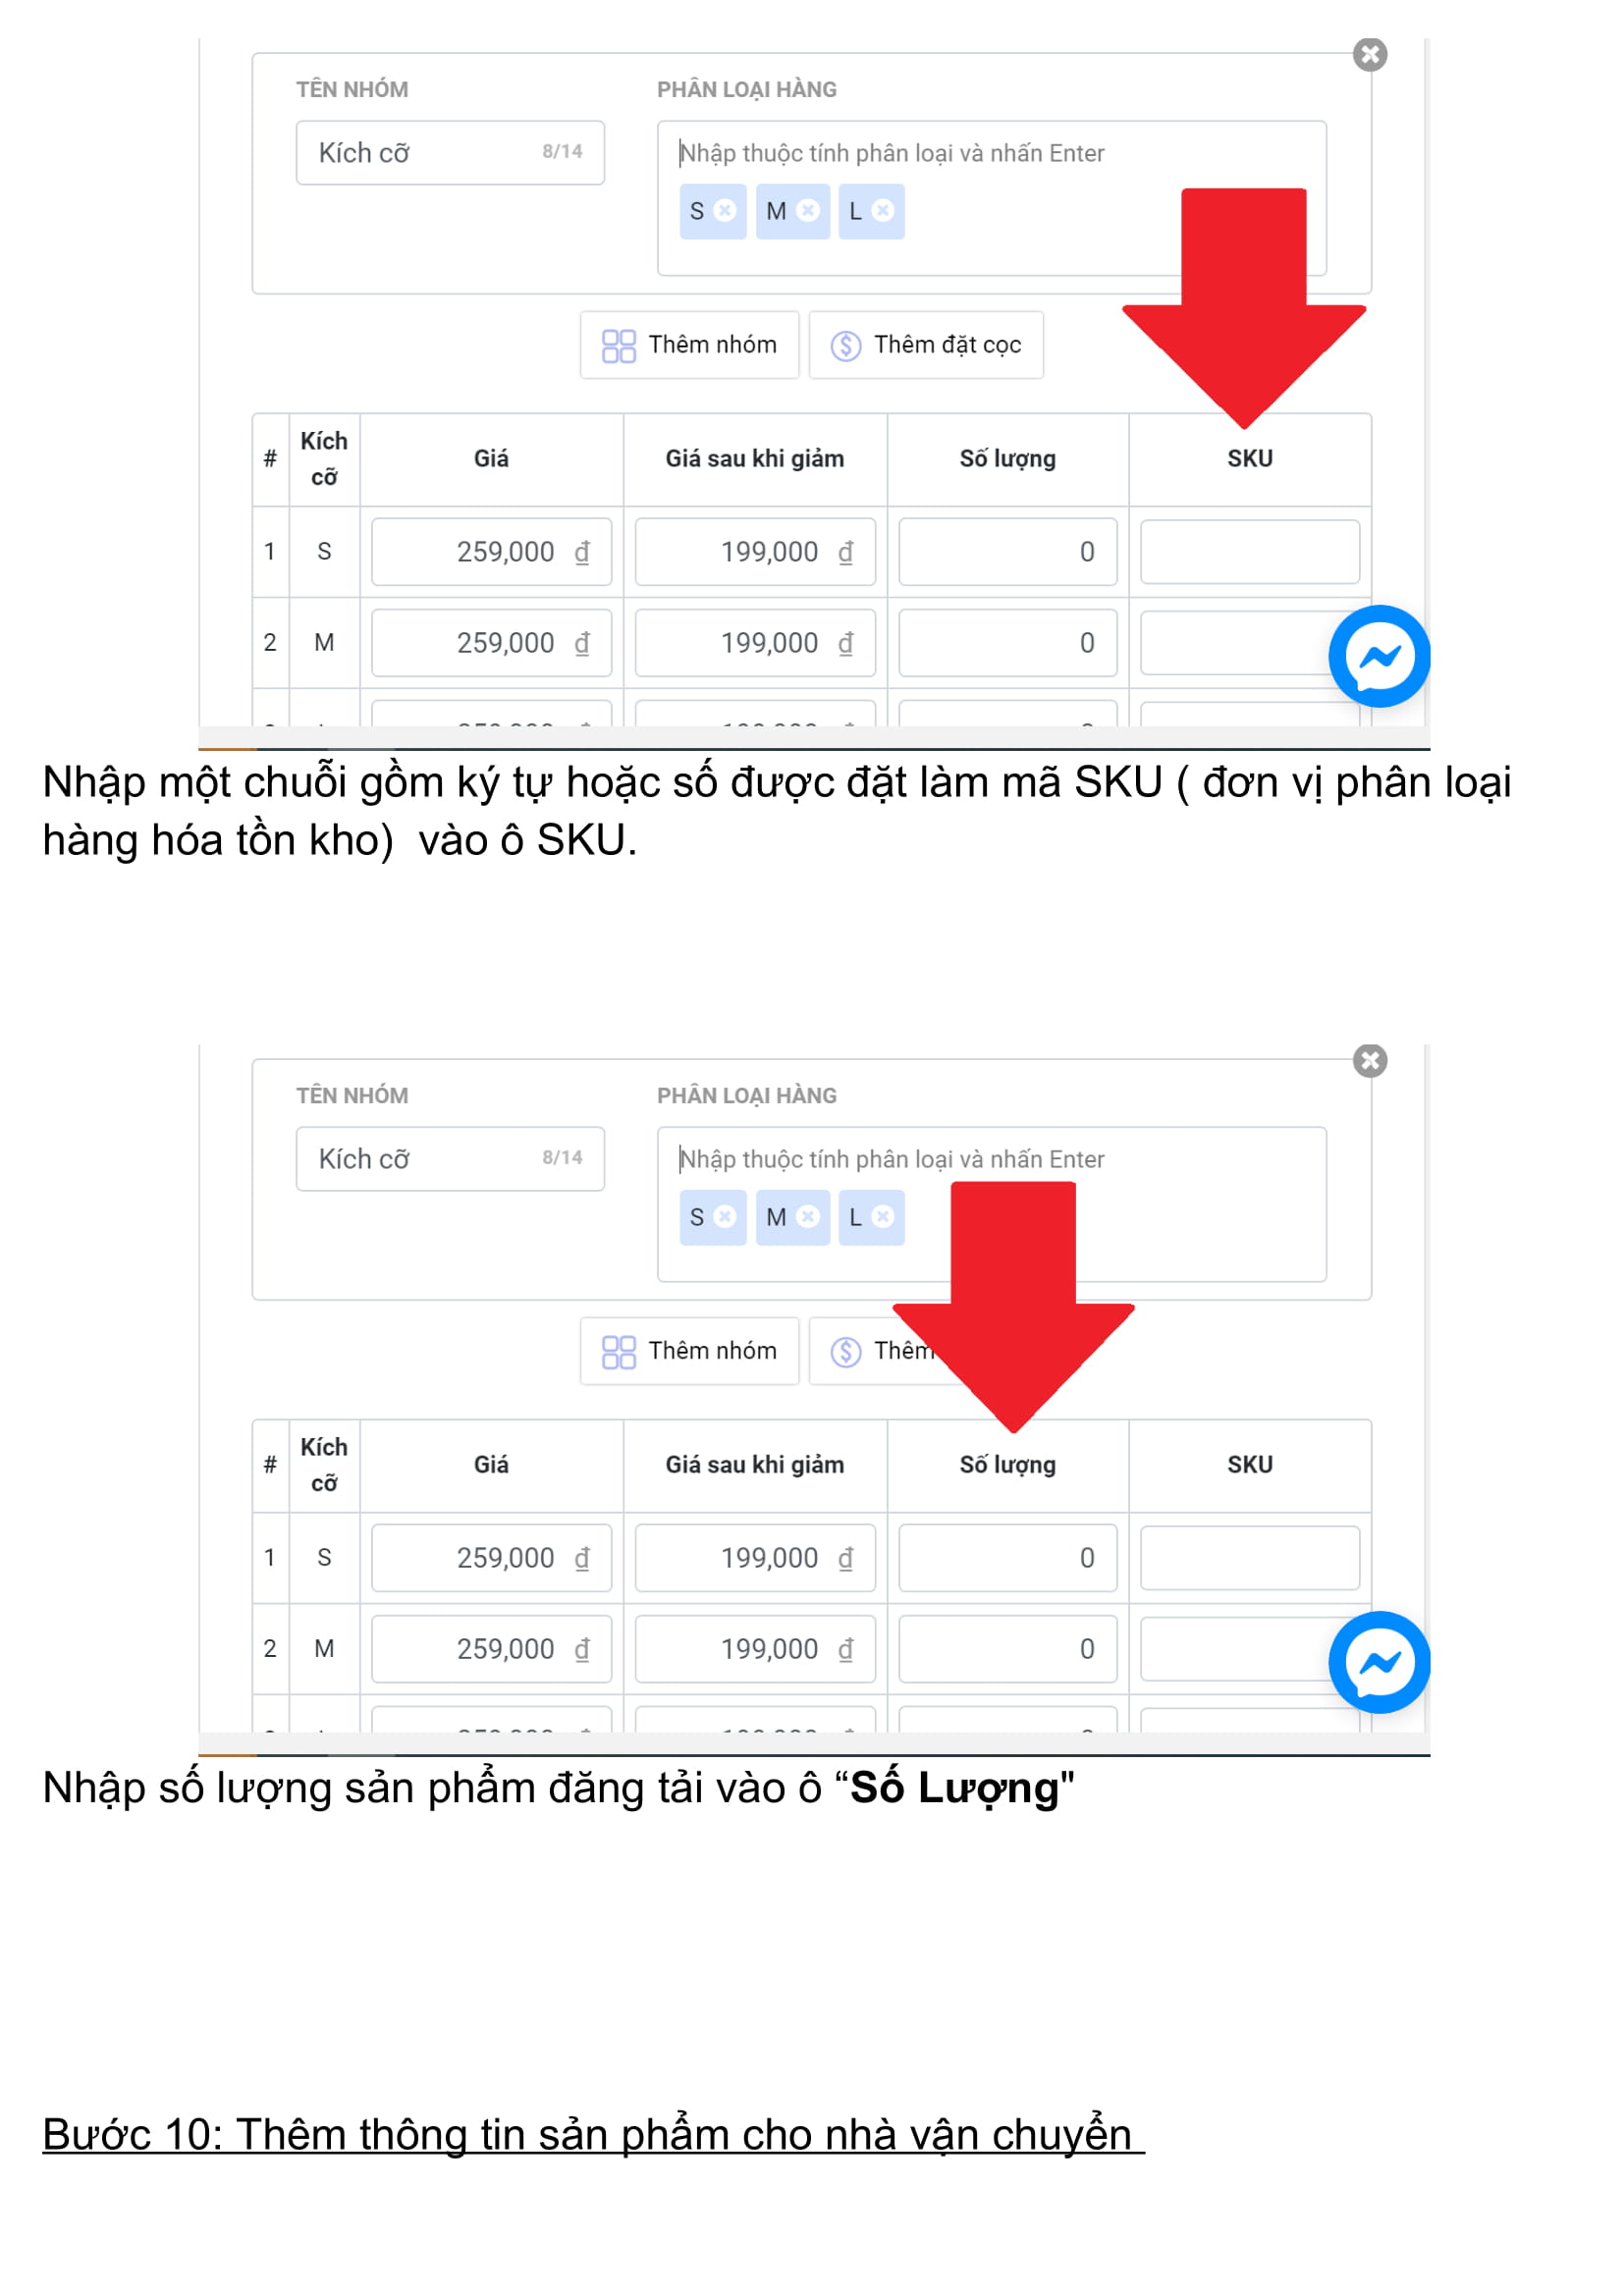 TÊN NHÓM PHÂN LOẠI HÀNG
Kích cỡ 8/14 Nhập thuộc tính phân loại và nhấn Enter
S M L
Thêm nhóm Thêm đặt cọc
# Kích cỡ Giá Giá sau khi giảm Số lượng SKU
1 S 259,000 ₫ 199,000 ₫ 0
2 M 259,000 ₫ 199,000 ₫ 0
Nhập một chuỗi gồm ký tự hoặc số được đặt làm mã SKU ( đơn vị phân loại
hàng hóa tồn kho)  vào ô SKU.
TÊN NHÓM PHÂN LOẠI HÀNG
Kích cỡ 8/14 Nhập thuộc tính phân loại và nhấn Enter
S M L
Thêm nhóm Thêm
# Kích cỡ Giá Giá sau khi giảm Số lượng SKU
1 S 259,000 ₫ 199,000 ₫ 0
2 M 259,000 ₫ 199,000 ₫ 0
Nhập số lượng sản phẩm đăng tải vào ô “Số Lượng"
Bước 10: Thêm thông tin sản phẩm cho nhà vận chuyển